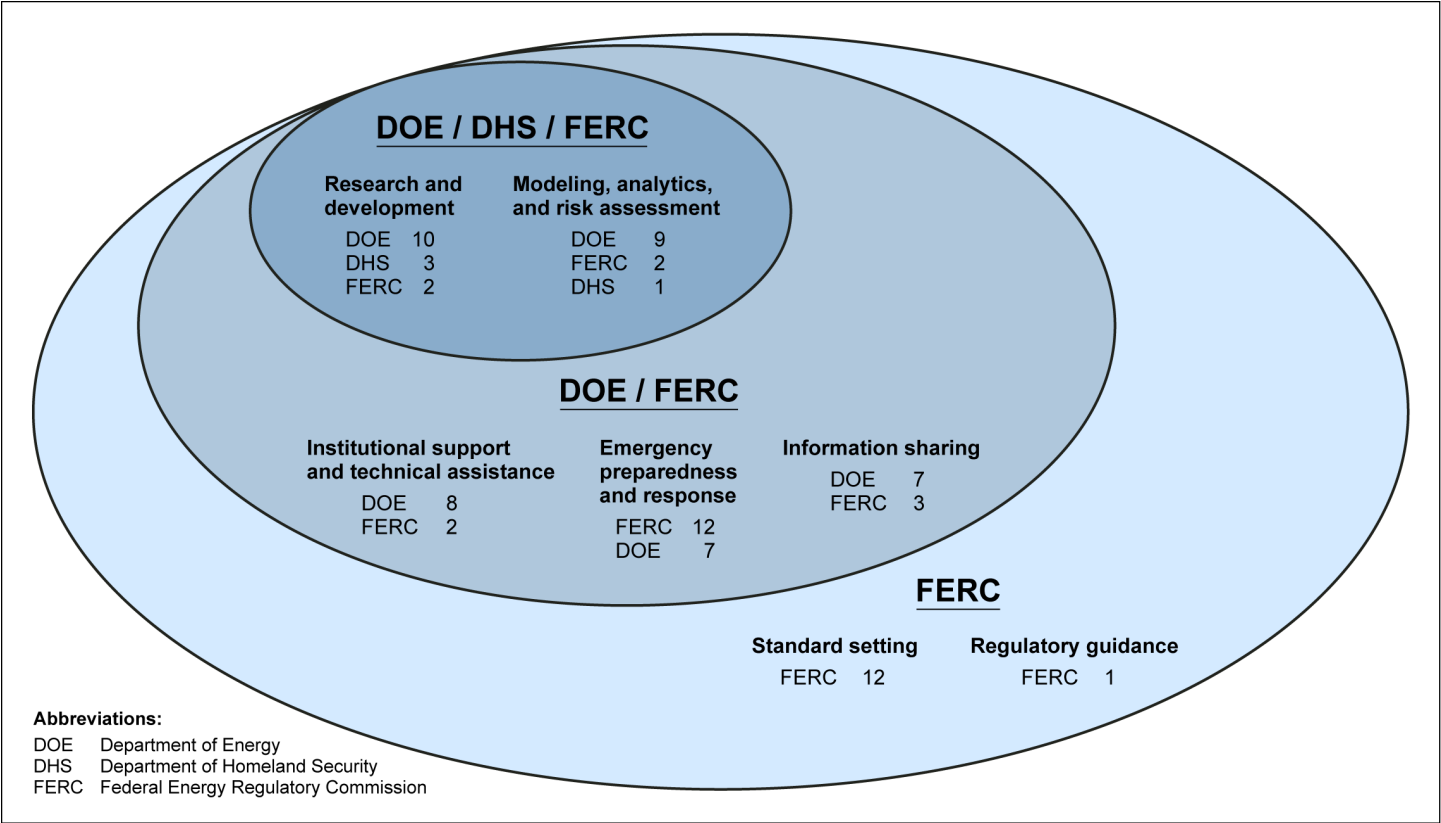 DOE / DHS / FERC
Research and
development
DOE 10
DHS 3
FERC 2
Modeling, analytics,
and risk assessment
DOE 9
FERC 2
DHS 1
DOE / FERC
Institutional support
and technical assistance
DOE 8
FERC 2
Emergency
preparedness
and response
FERC 12
DOE 7
Information sharing
DOE 7
FERC 3
FERC
Standard setting
FERC 12
Regulatory guidance
FERC 1
Abbreviations:
DOE Department of Energy
DHS Department of Homeland Security
FERC Federal Energy Regulatory Commission